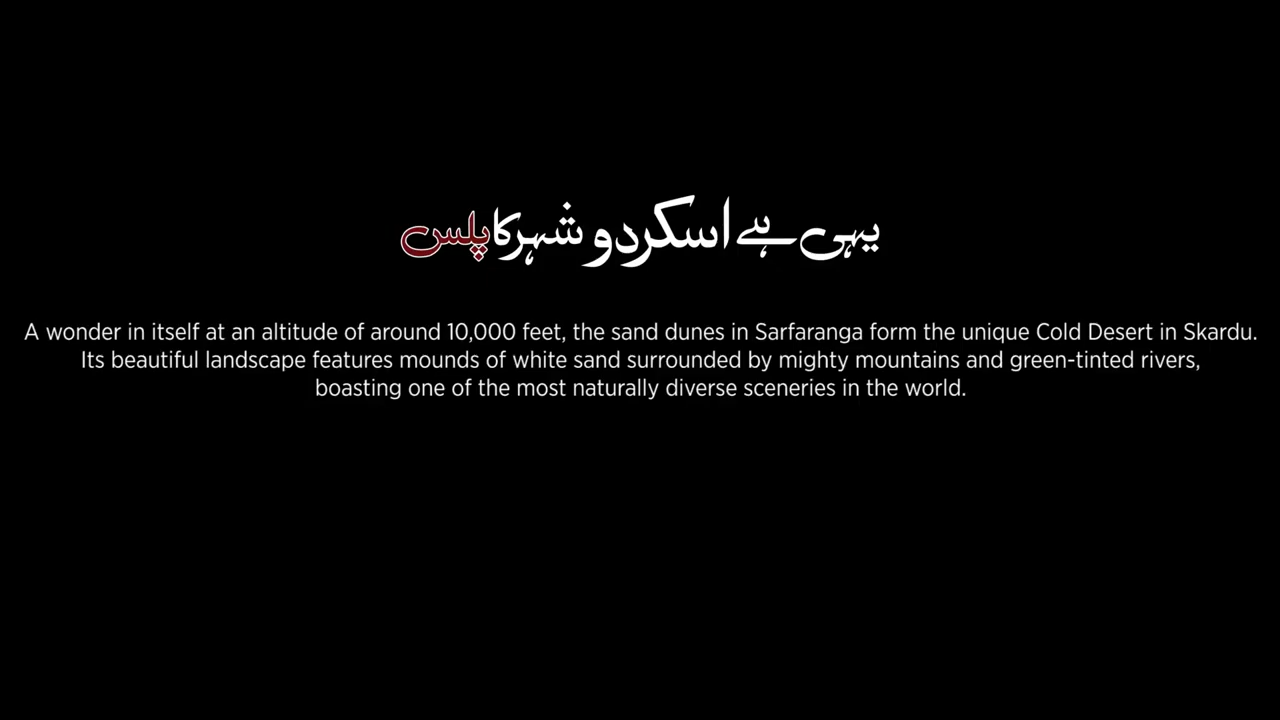 یہی ہے اسکردو شہر کا پلس
A wonder in itself at an altitude of around 10,000 feet, the sand dunes in Sarfaranga form the unique Cold Desert in Skardu.
Its beautiful landscape features mounds of white sand surrounded by mighty mountains and green-tinted rivers,
boasting one of the most naturally diverse sceneries in the world.